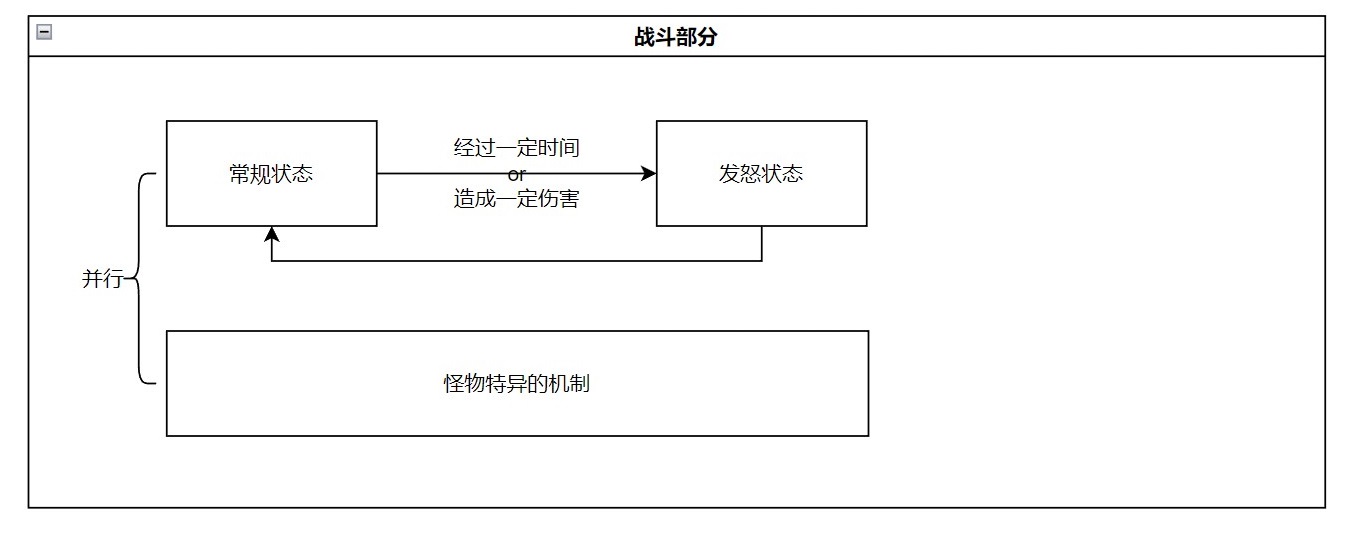 战斗部分
常规状态
经过一定时间
or
造成一定伤害
发怒状态
并行
怪物特异的机制